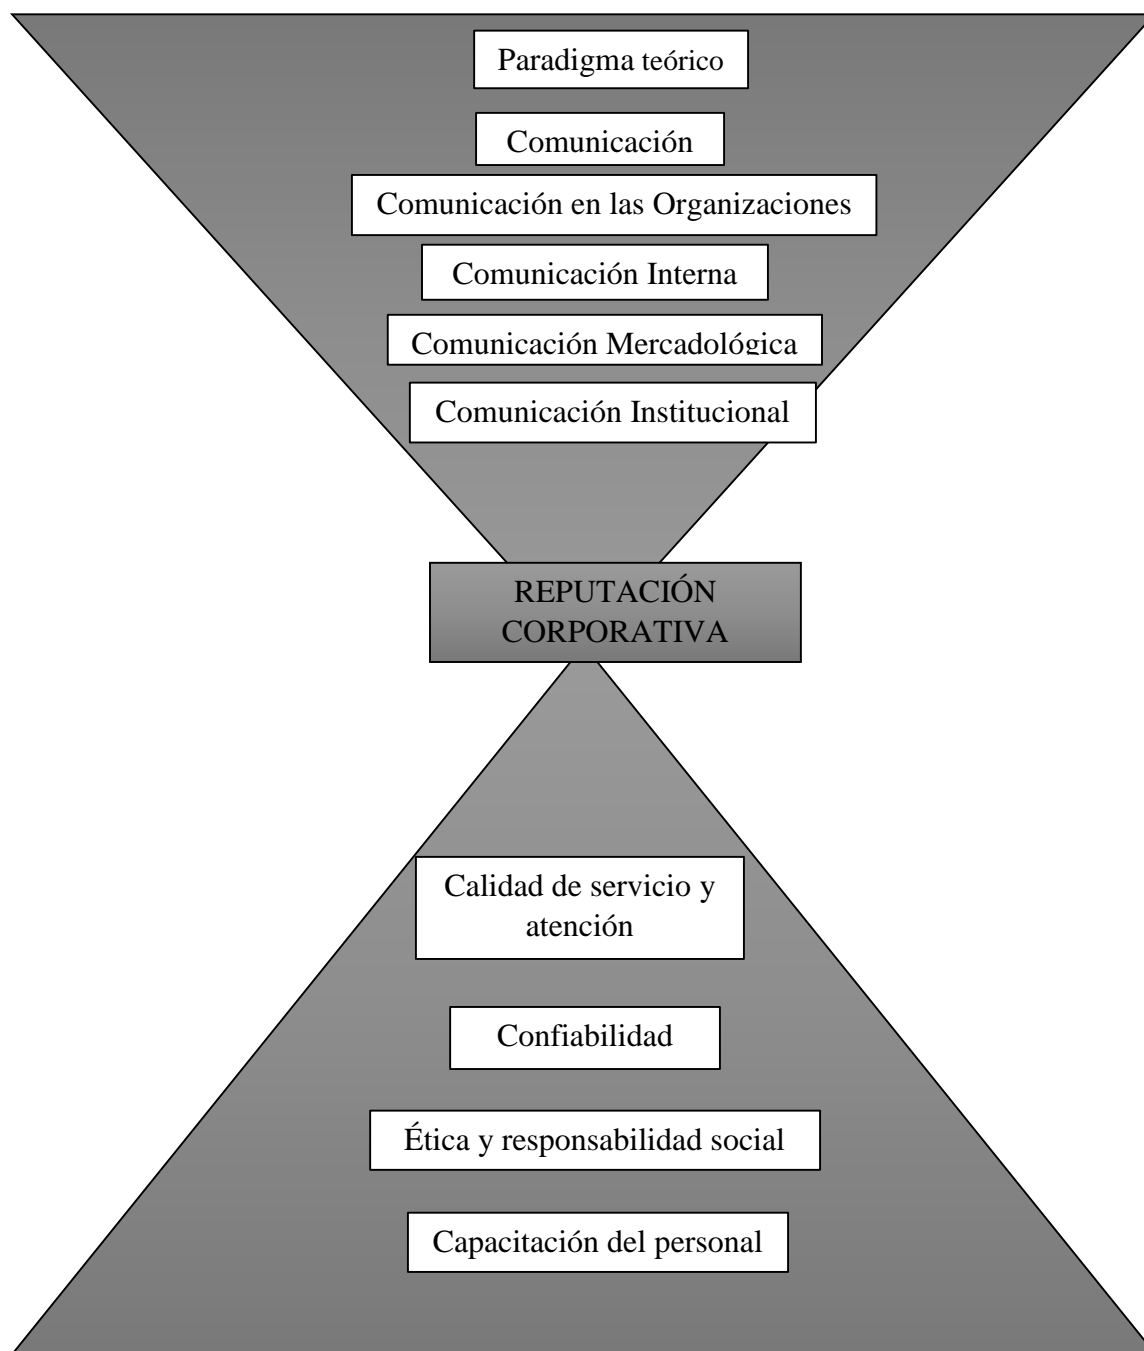 Paradigma teórico
Comunicación
Comunicación en las Organizaciones
Comunicación Interna
Comunicación Mercadológica
Comunicación Institucional
REPUTACIÓN
CORPORATIVA
Calidad de servicio y
atención
Confiabilidad
Ética y responsabilidad social
Capacitación del personal